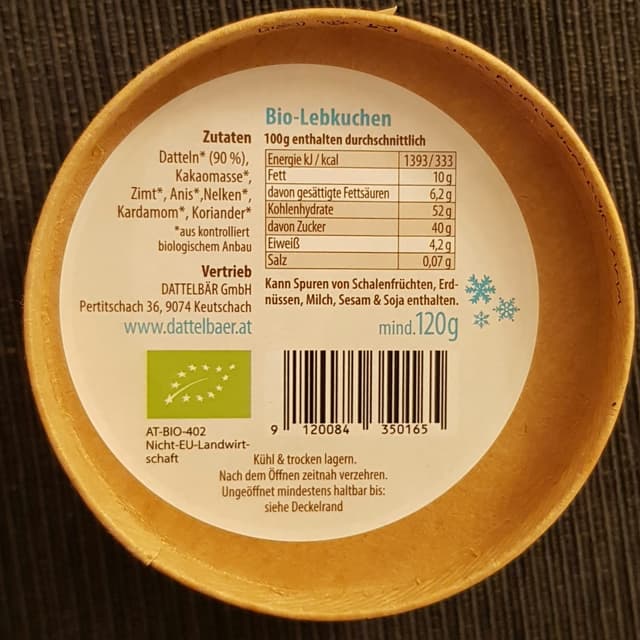 Bio-Lebkuchen
Zutaten
Datteln* (90 %),
Kakaomasse*,
Zimt*, Anis*,Nelken*,
Kardamom*, Koriander*
*aus kontrolliert
biologischem Anbau
Vertrieb
DATTELBÄR GmbH
Pertitschach 36, 9074 Keutschach
www.dattelbaer.at
100g enthalten durchschnittlich
Energie kJ / kcal 1393/333
Fett 10 g
davon gesättigte Fettsäuren 6,2 g
Kohlenhydrate 52 g
davon Zucker 40 g
Eiweiß 4,2 g
Salz 0,07 g
Kann Spuren von Schalenfrüchten, Erd-
nüssen, Milch, Sesam & Soja enthalten.
mind.120g
AT-BIO-402
Nicht-EU-Landwirt-
schaft
9 120084 350165
Kühl & trocken lagern.
Nach dem Öffnen zeitnah verzehren.
Ungeöffnet mindestens haltbar bis:
siehe Deckelrand